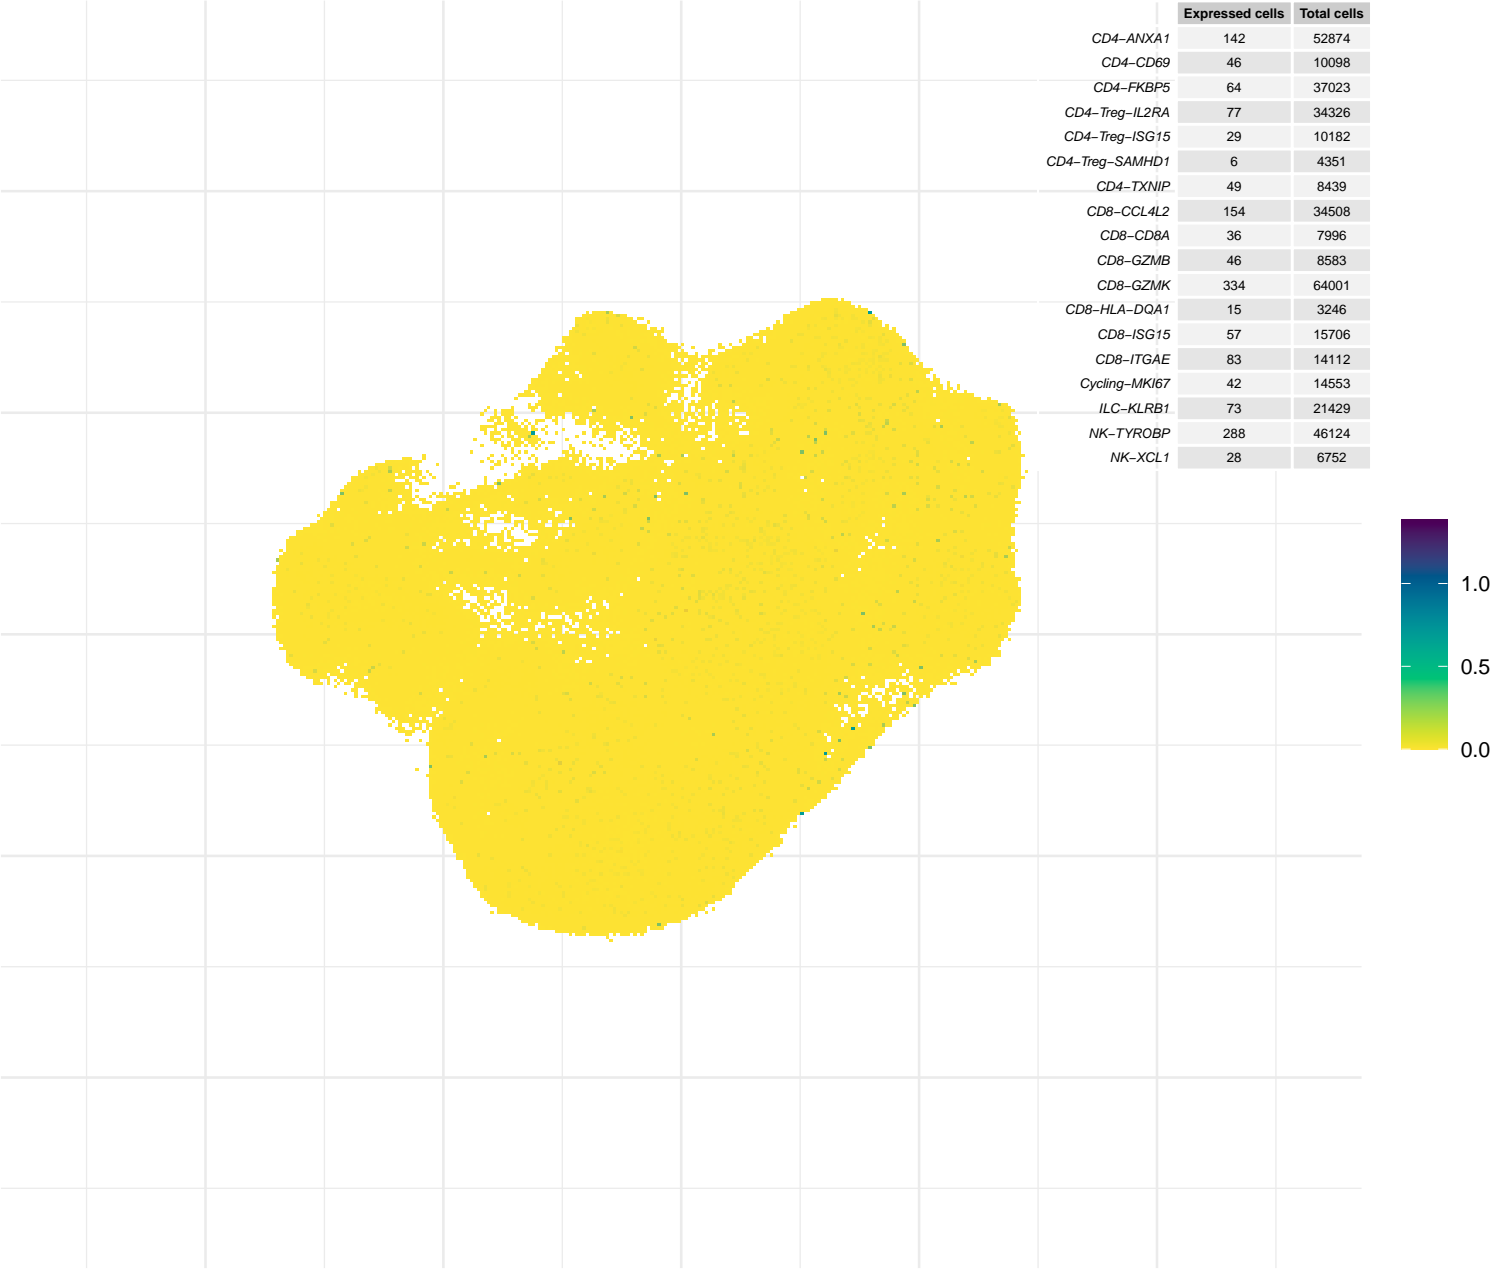 Expressed cells Total cells
CD4−ANXA1 142 52874
CD4−CD69 46 10098
CD4−FKBP5 64 37023
CD4−Treg−IL2RA 77 34326
CD4−Treg−ISG15 29 10182
CD4−Treg−SAMHD1 6 4351
CD4−TXNIP 49 8439
CD8−CCL4L2 154 34508
CD8−CD8A 36 7996
CD8−GZMB 46 8583
CD8−GZMK 334 64001
CD8−HLA−DQA1 15 3246
CD8−ISG15 57 15706
CD8−ITGAE 83 14112
Cycling−MKI67 42 14553
ILC−KLRB1 73 21429
NK−TYROBP 288 46124
NK−XCL1 28 6752
1.0
0.5
0.0